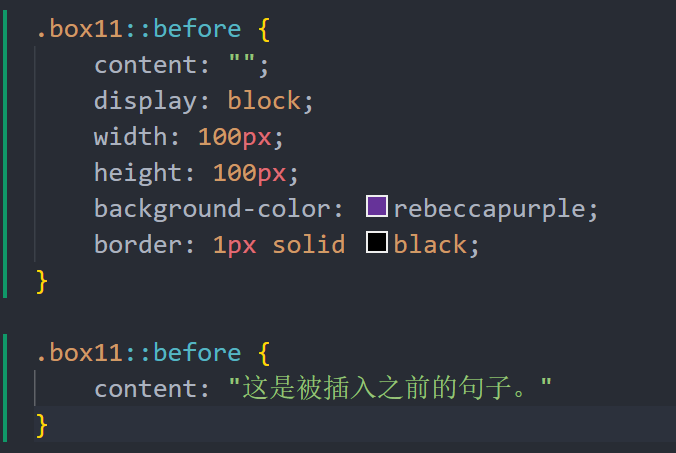 .box11::before {
    content: "";
    display: block;
    width: 100px;
    height: 100px;
    background-color: rebeccapurple;
    border: 1px solid black;
}
.box11::before {
    content: "这是被插入之前的句子。"
}